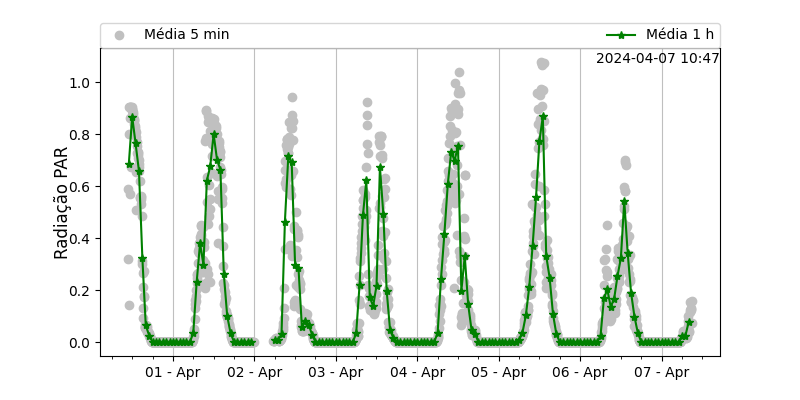 Média 5 min
Média 1 h
2024-04-07 10:47
Radiação PAR
1.0
0.8
0.6
0.4
0.2
0.0
01 - Apr
02 - Apr
03 - Apr
04 - Apr
05 - Apr
06 - Apr
07 - Apr